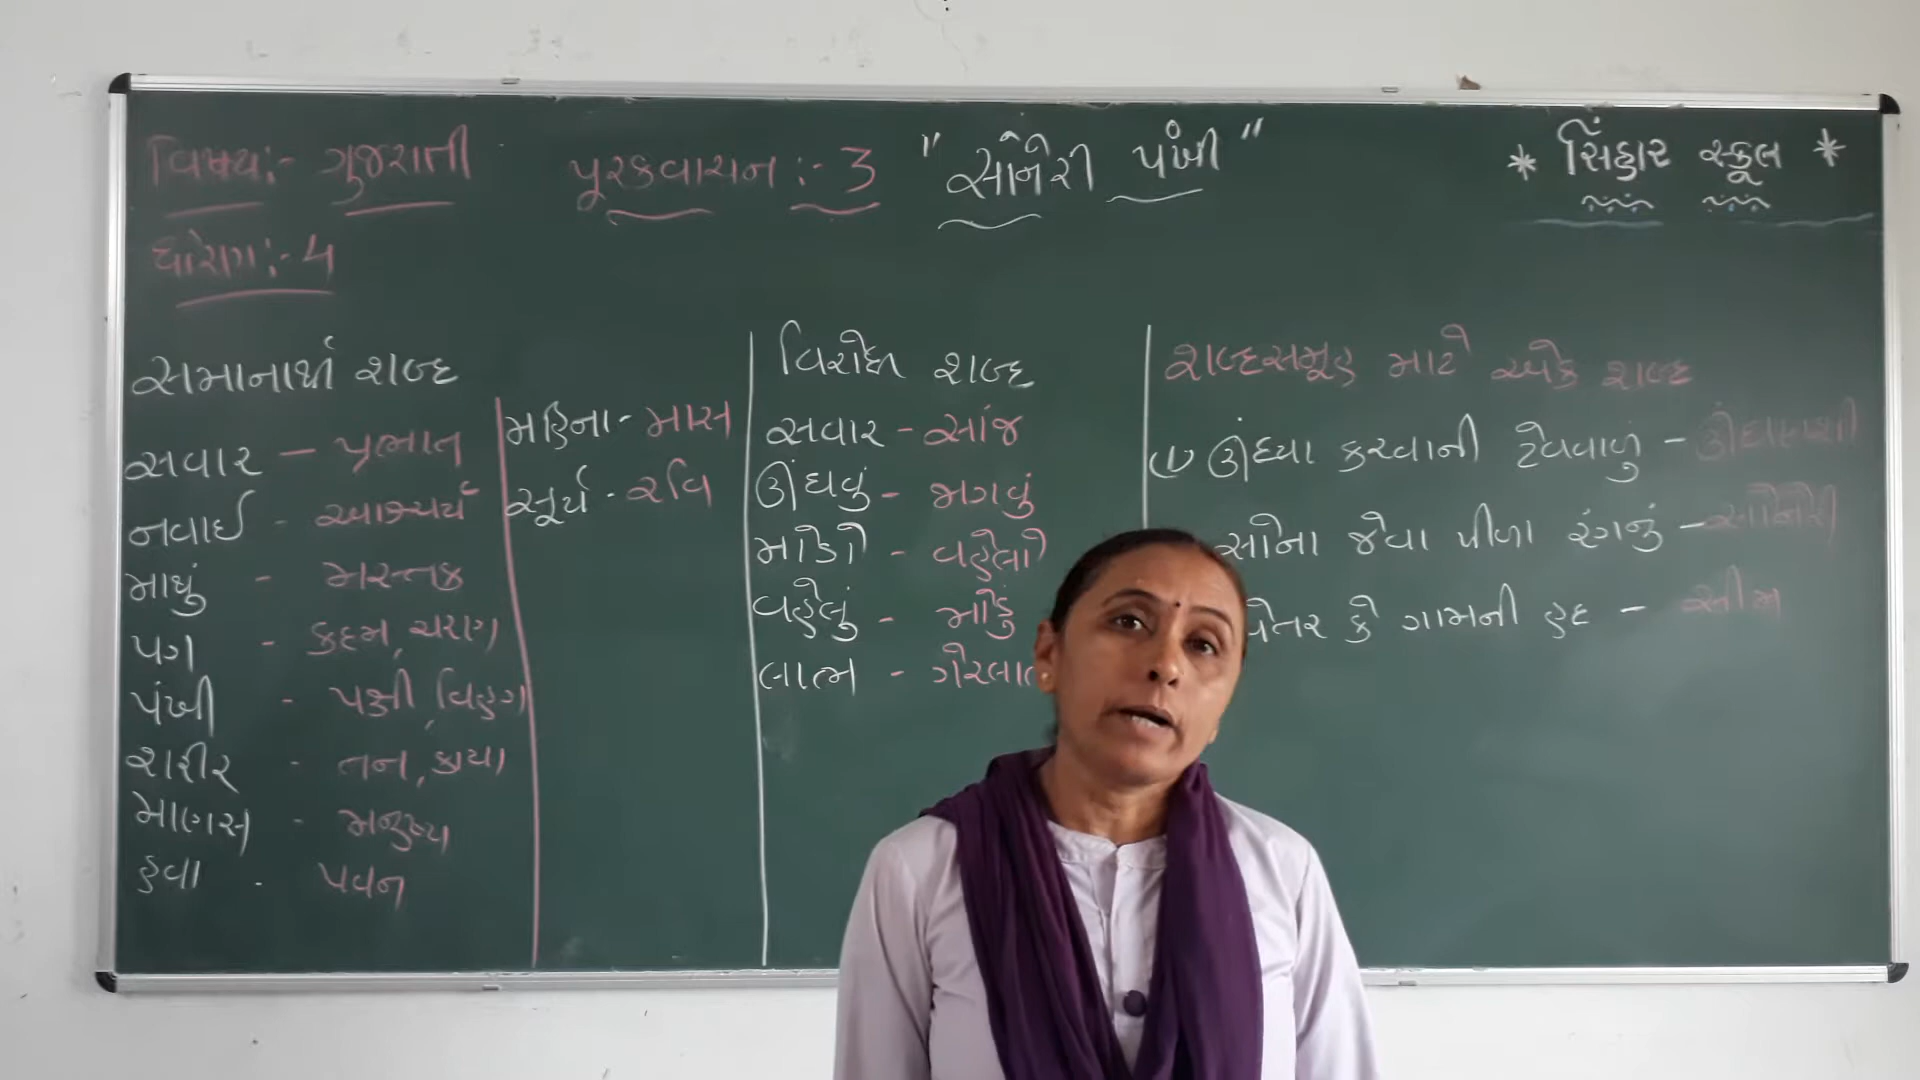 વિષય:- ગુજરાતી
પૂરકવાચન :- 3 "સોનેરી પંખી"
* સિંહાર સ્કૂલ *
ધોરણ:- 4
સમાનાર્થી શબ્દ
સવાર - પ્રભાત
નવાઈ - આશ્ચર્ય
માથું - મસ્તક
પગ - કદમ, ચરણ
પંખી - પક્ષી, વિહગ
શરીર - તન, કાયા
માણસ - મનુષ્ય
હવા - પવન
મહિના - માસ
સૂર્ય - રવિ
વિરોધી શબ્દ
સવાર - સાંજ
ઊંઘવું - જાગવું
મોડો - વહેલો
વહેલું - મોડું
લાભ -
શબ્દસમૂહ માટે એક શબ્દ
(1) ઊંઘ્યા કરવાની ટેવવાળું - ઊંઘણશી
સોના જેવા પીળા રંગનું - સોનેરી
કે ગામની હદ - સીમ